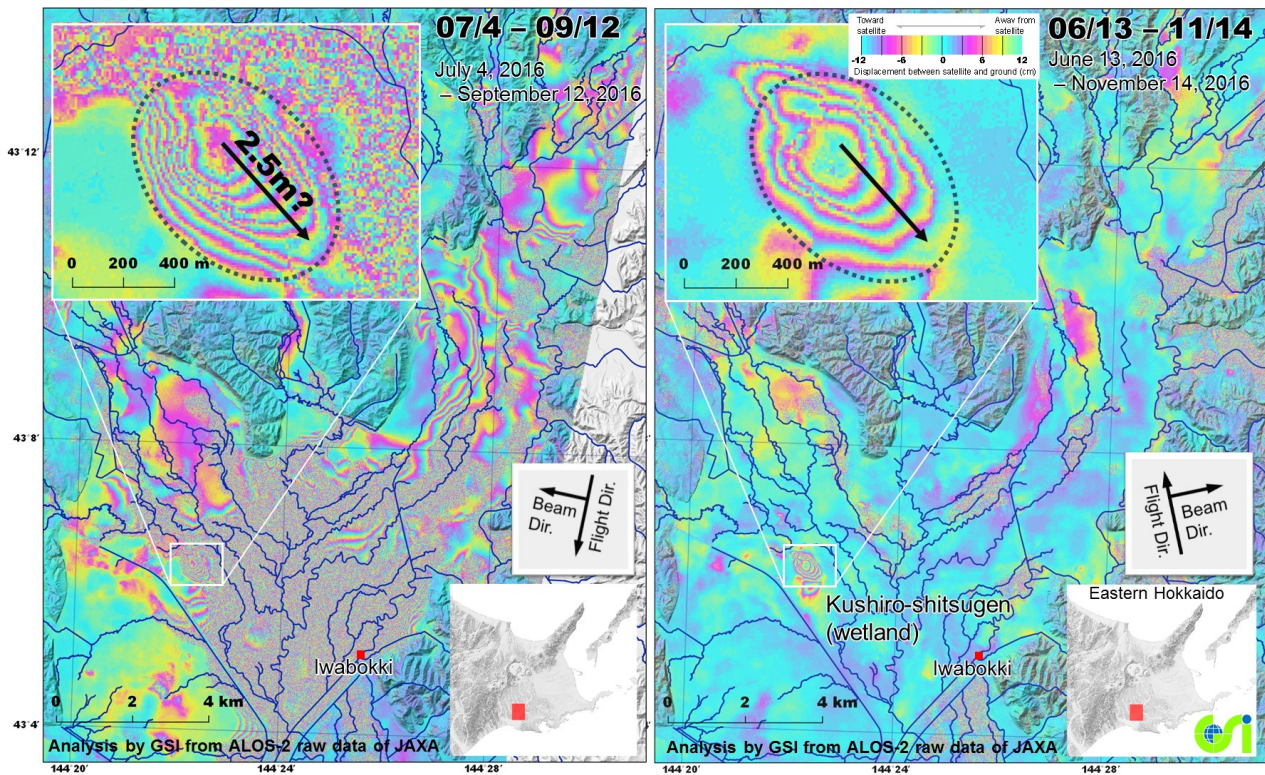 07/4 – 09/12
July 4, 2016
– September 12, 2016
2.5m?
0 200 400 m
43°12'
43°8'
43°4'
Beam Dir.
Flight Dir.
Iwabokki
0 2 4 km
Analysis by GSI from ALOS-2 raw data of JAXA
144°20' 144°24' 144°28'
Toward satellite
Away from satellite
-12 -6 0 6 12
Displacement between satellite and ground (cm)
06/13 – 11/14
June 13, 2016
– November 14, 2016
0 200 400 m
Flight Dir.
Beam Dir.
Kushiro-shitsugen
(wetland)
Iwabokki
Eastern Hokkaido
0 2 4 km
Analysis by GSI from ALOS-2 raw data of JAXA
GSI
144°20' 144°24' 144°28'